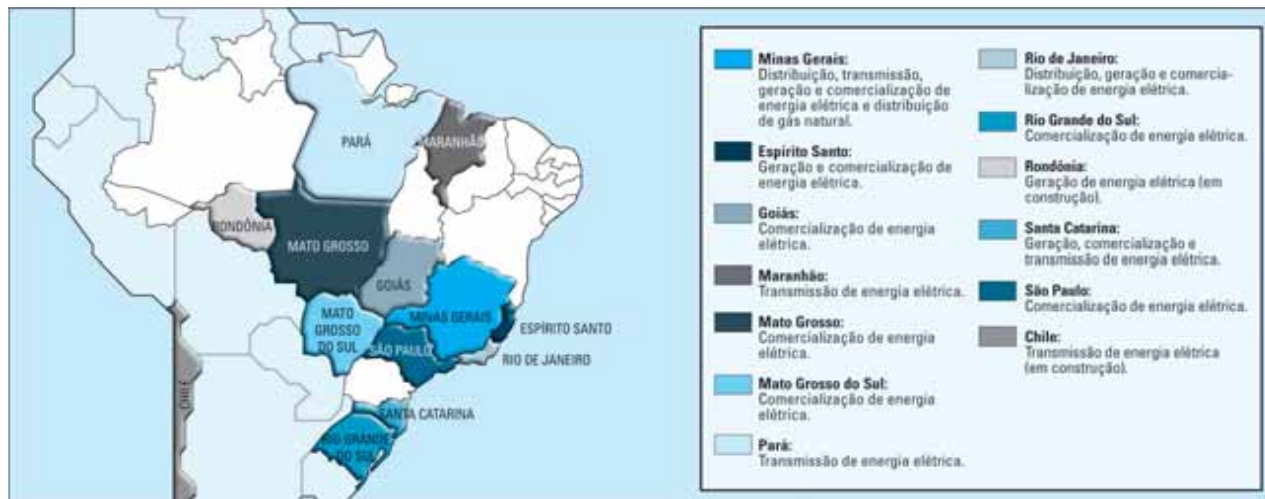 PARÁ
MARANHÃO
RONDÔNIA
MATO GROSSO
GOIÁS
MATO
GROSSO
DO SUL
MINAS GERAIS
ESPÍRITO SANTO
SÃO PAULO
RIO DE JANEIRO
CHILE
SANTA CATARINA
RIO GRANDE
DO SUL
Minas Gerais:
Distribuição, transmissão,
geração e comercialização de
energia elétrica e distribuição
de gás natural.
Espírito Santo:
Geração e comercialização de
energia elétrica.
Goiás:
Comercialização de energia
elétrica.
Maranhão:
Transmissão de energia elétrica.
Mato Grosso:
Comercialização de energia
elétrica.
Mato Grosso do Sul:
Comercialização de energia
elétrica.
Pará:
Transmissão de energia elétrica.
Rio de Janeiro:
Distribuição, geração e comercia-
lização de energia elétrica.
Rio Grande do Sul:
Comercialização de energia elétrica.
Rondônia:
Geração de energia elétrica (em
construção).
Santa Catarina:
Geração, comercialização e
transmissão de energia elétrica.
São Paulo:
Comercialização de energia elétrica.
Chile:
Transmissão de energia elétrica
(em construção).